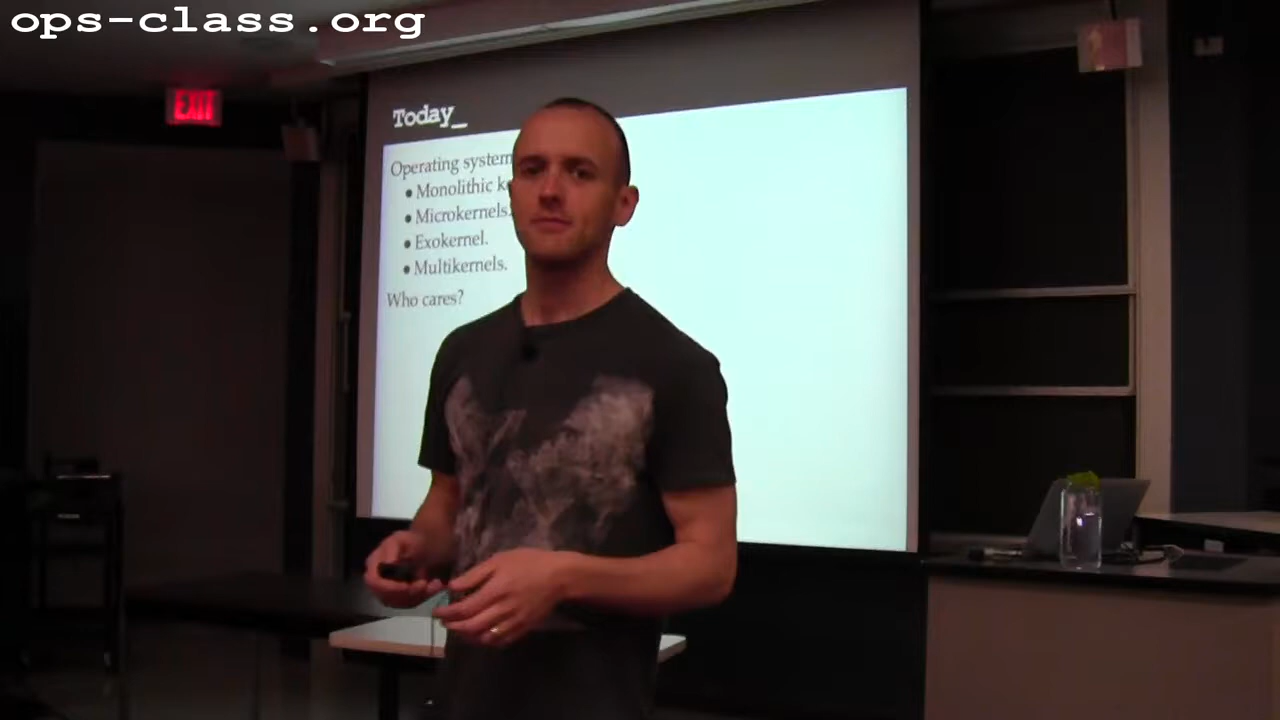 ops-class.org
EXIT
Today_
Operating system
• Monolithic
• Microkernels.
• Exokernel.
• Multikernels.
Who cares?